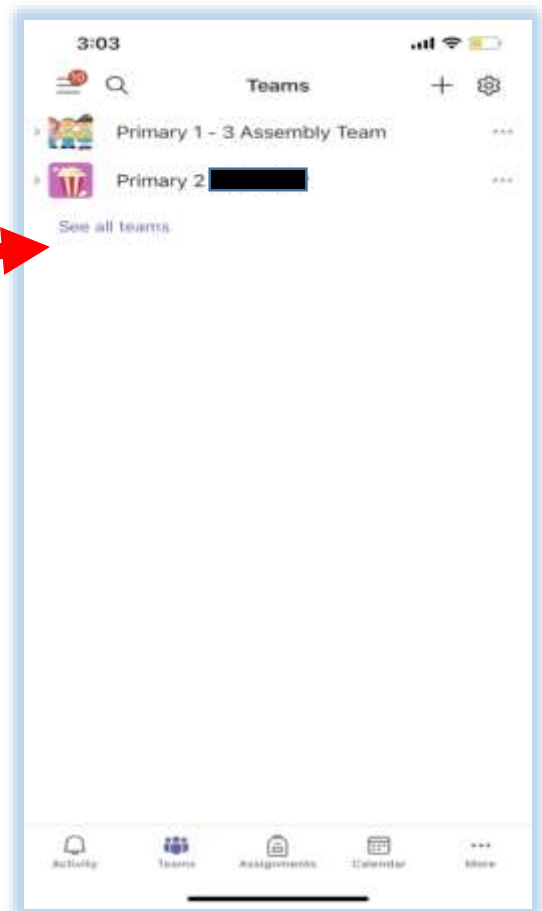 3:03
Teams
Primary 1 - 3 Assembly Team
Primary 2
See all teams
Activity
Teams
Assignments
Calendar
More